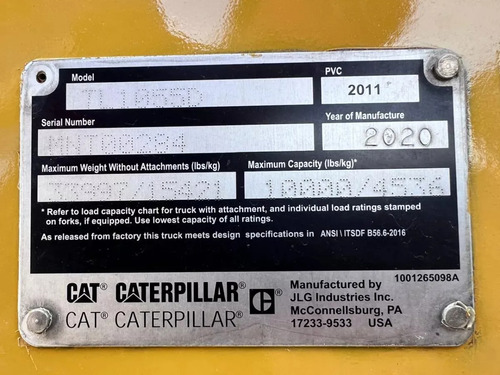 Model
PVC
TL1055D
2011
Serial Number
Year of Manufacture
MNT00284
2020
Maximum Weight Without Attachments (lbs/kg)
Maximum Capacity (lbs/kg)*
10000/4536
* Refer to load capacity chart for truck with attachment, and individual load ratings stamped
on forks, if equipped. Use lowest capacity of all ratings.
As released from factory this truck meets design specifications in ANSI \ ITSDF B56.6-2016
CAT® CATERPILLAR®
CAT® CATERPILLAR®
C®
Manufactured by
JLG Industries Inc.
McConnellsburg, PA
17233-9533 USA
1001265098A